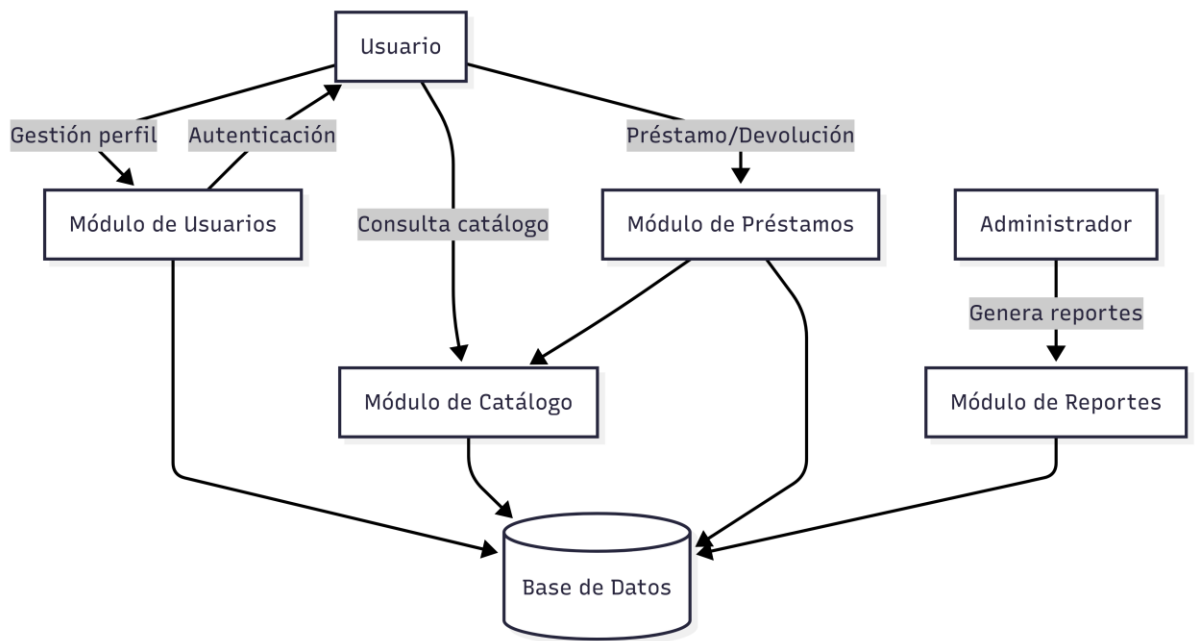 Usuario
Gestión perfil
Autenticación
Préstamo/Devolución
Módulo de Usuarios
Consulta catálogo
Módulo de Préstamos
Administrador
Genera reportes
Módulo de Catálogo
Módulo de Reportes
Base de Datos